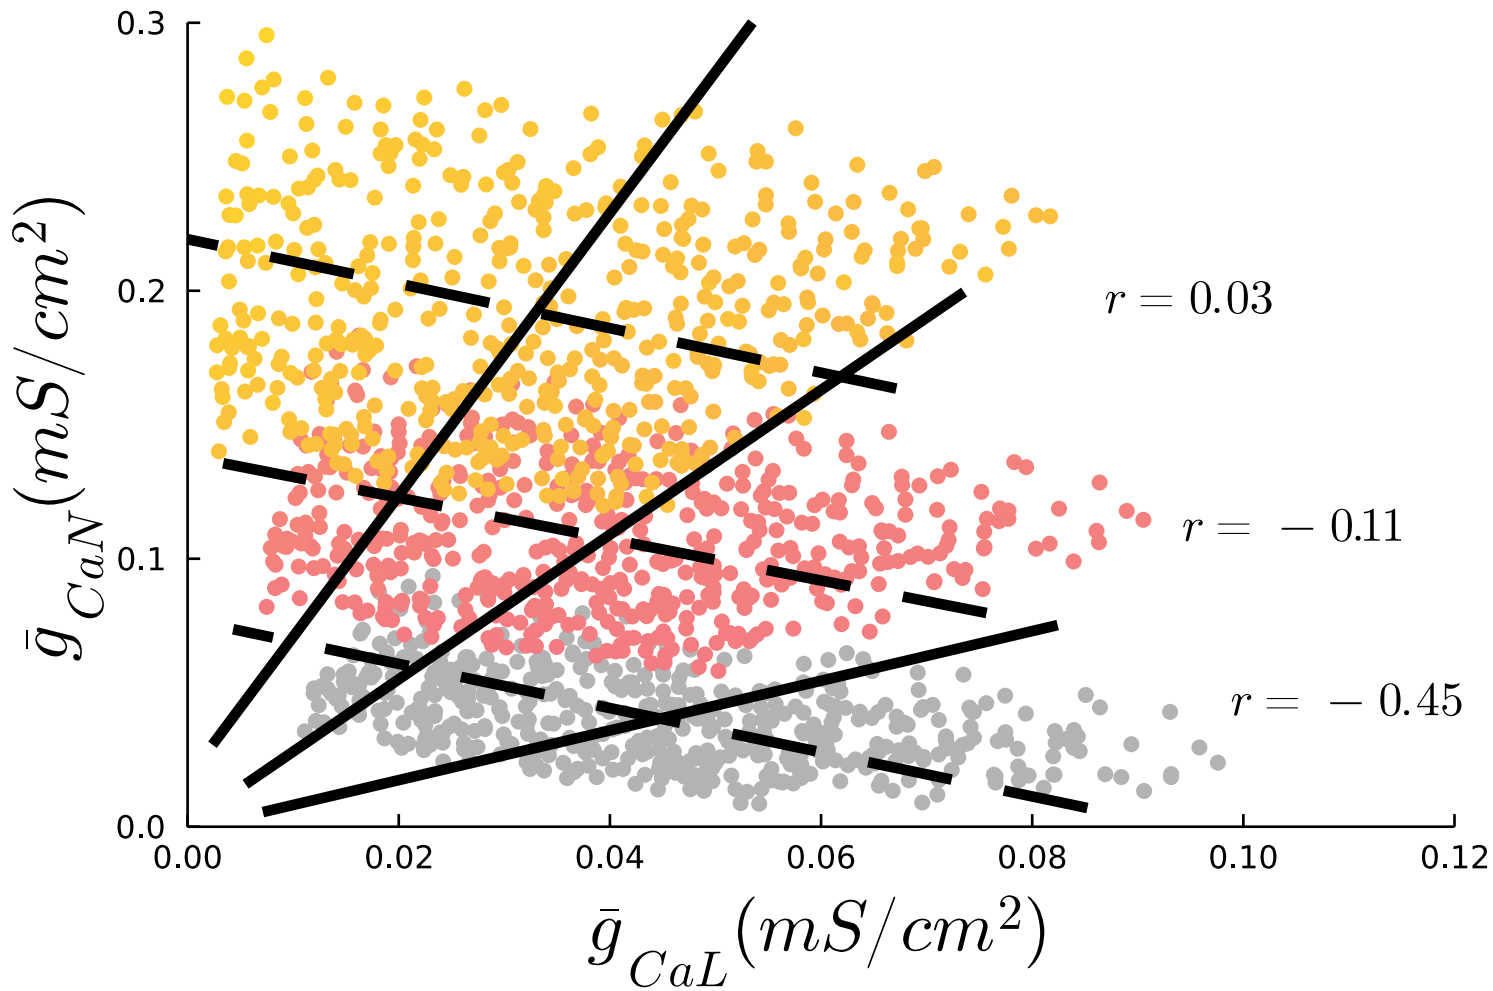 0.3
0.2
0.1
0.0
0.00 0.02 0.04 0.06 0.08 0.10 0.12
ḡ_CaN (mS/cm²)
r = 0.03
r = − 0.11
r = − 0.45
ḡ_CaL (mS/cm²)